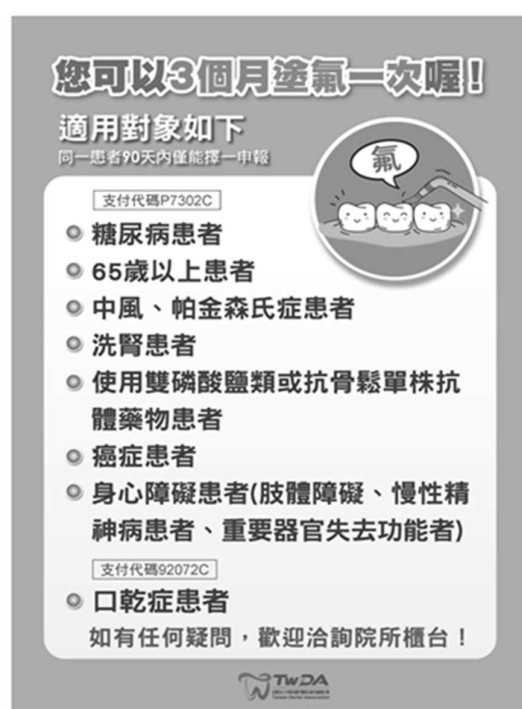 您可以3個月塗氟一次喔!
適用對象如下
同一患者90天內僅能擇一申報
氟
支付代碼P7302C
糖尿病患者
65歲以上患者
中風、帕金森氏症患者
洗腎患者
使用雙磷酸鹽類或抗骨鬆單株抗
體藥物患者
癌症患者
身心障礙患者(肢體障礙、慢性精
神病患者、重要器官失去功能者)
支付代碼92072C
口乾症患者
如有任何疑問,歡迎洽詢院所櫃台!
TWDA
Taiwan Dental Association